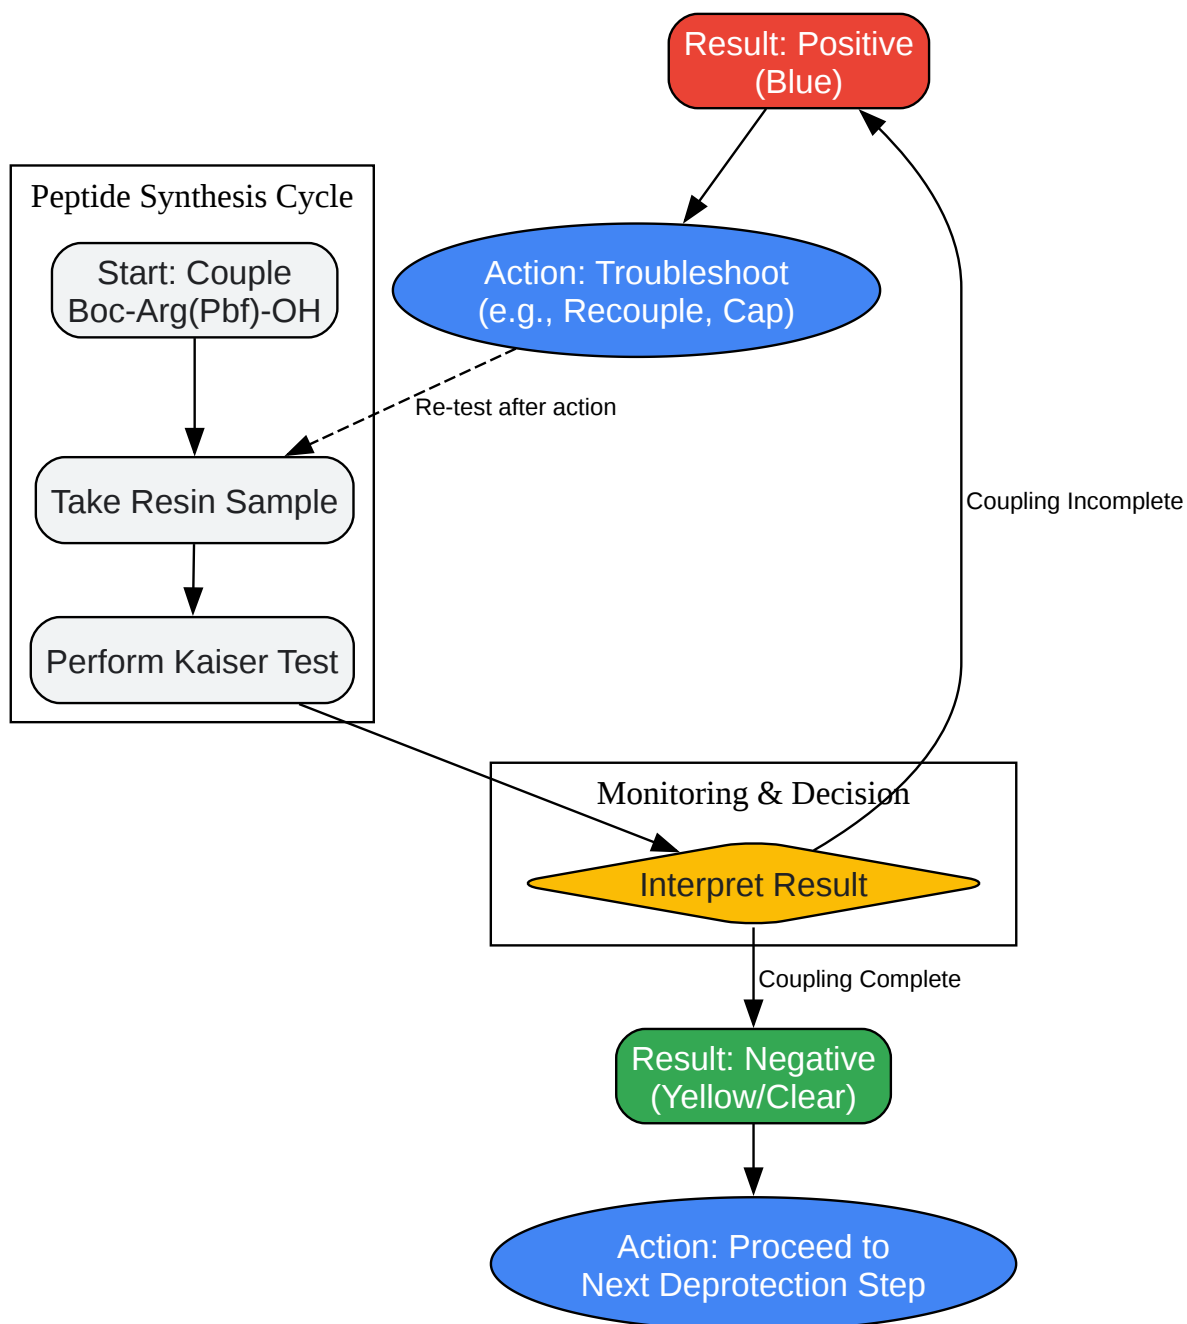 Result: Positive
(Blue)
Peptide Synthesis Cycle
Start: Couple
Boc-Arg(Pbf)-OH
Action: Troubleshoot
(e.g., Recouple, Cap)
Re-test after action
Take Resin Sample
Coupling Incomplete
Perform Kaiser Test
Monitoring & Decision
Interpret Result
Coupling Complete
Result: Negative
(Yellow/Clear)
Action: Proceed to
Next Deprotection Step